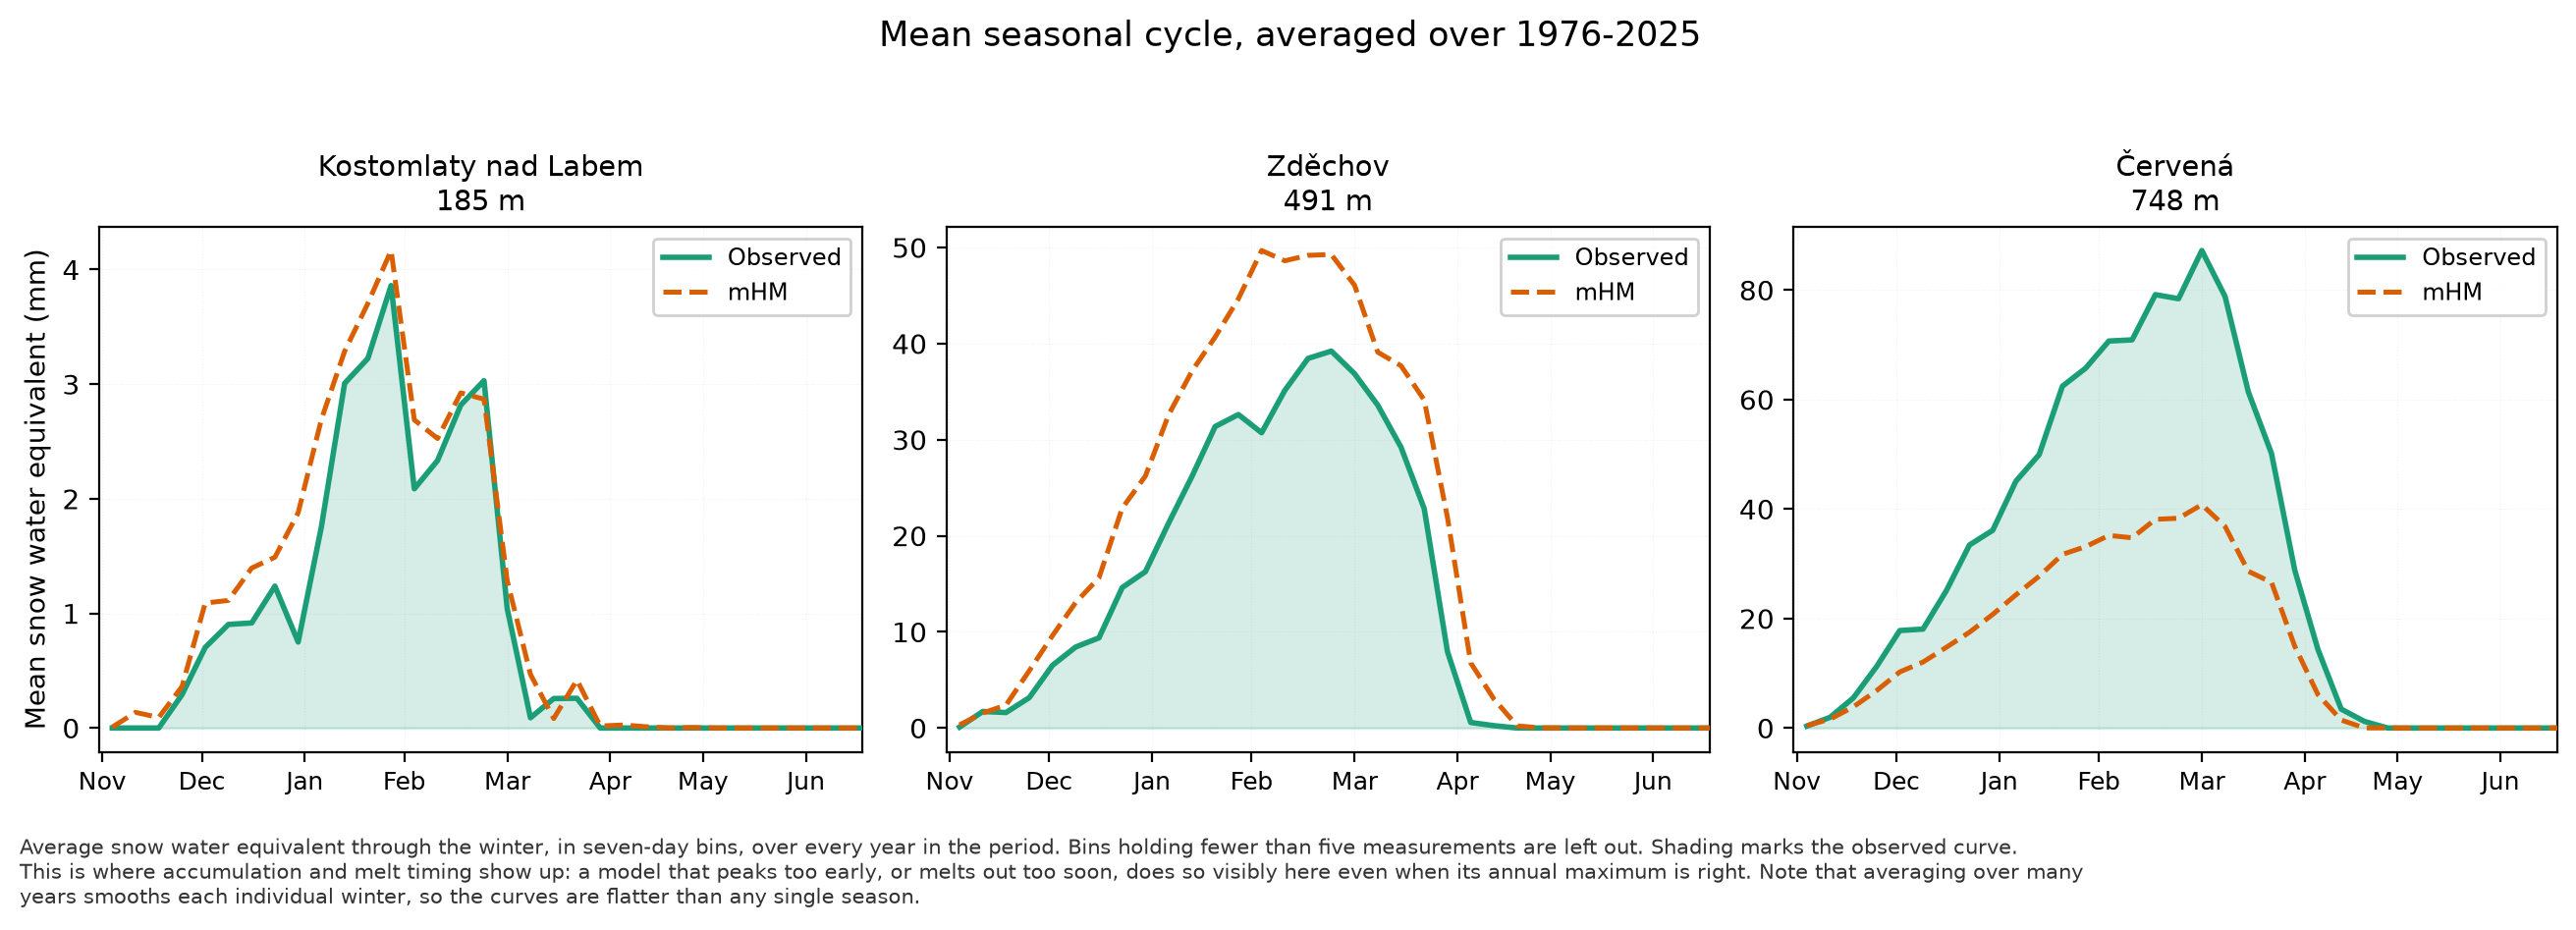 Mean seasonal cycle, averaged over 1976-2025
Kostomlaty nad Labem
185 m
Zděchov
491 m
Červená
748 m
Mean snow water equivalent (mm)
4
3
2
1
0
Observed
mHM
Nov Dec Jan Feb Mar Apr May Jun
50
40
30
20
10
0
Observed
mHM
Nov Dec Jan Feb Mar Apr May Jun
80
60
40
20
0
Observed
mHM
Nov Dec Jan Feb Mar Apr May Jun
Average snow water equivalent through the winter, in seven-day bins, over every year in the period. Bins holding fewer than five measurements are left out. Shading marks the observed curve.
This is where accumulation and melt timing show up: a model that peaks too early, or melts out too soon, does so visibly here even when its annual maximum is right. Note that averaging over many
years smooths each individual winter, so the curves are flatter than any single season.